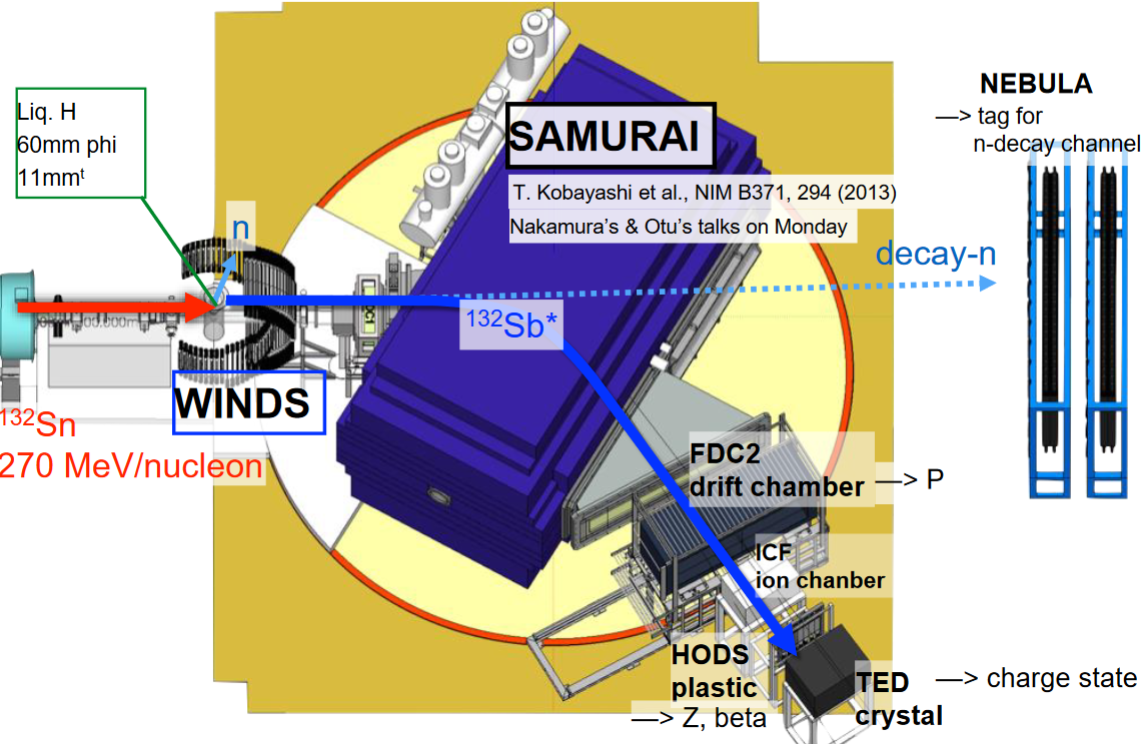 Liq. H
60mm phi
11mmᵗ
n
SAMURAI
T. Kobayashi et al., NIM B371, 294 (2013)
Nakamura's & Otu's talks on Monday
NEBULA
—> tag for
n-decay channel
decay-n
¹³²Sb*
WINDS
¹³²Sn
270 MeV/nucleon
FDC2
drift chamber —> P
ICF
ion chanber
HODS
plastic
—> Z, beta
TED —> charge state
crystal